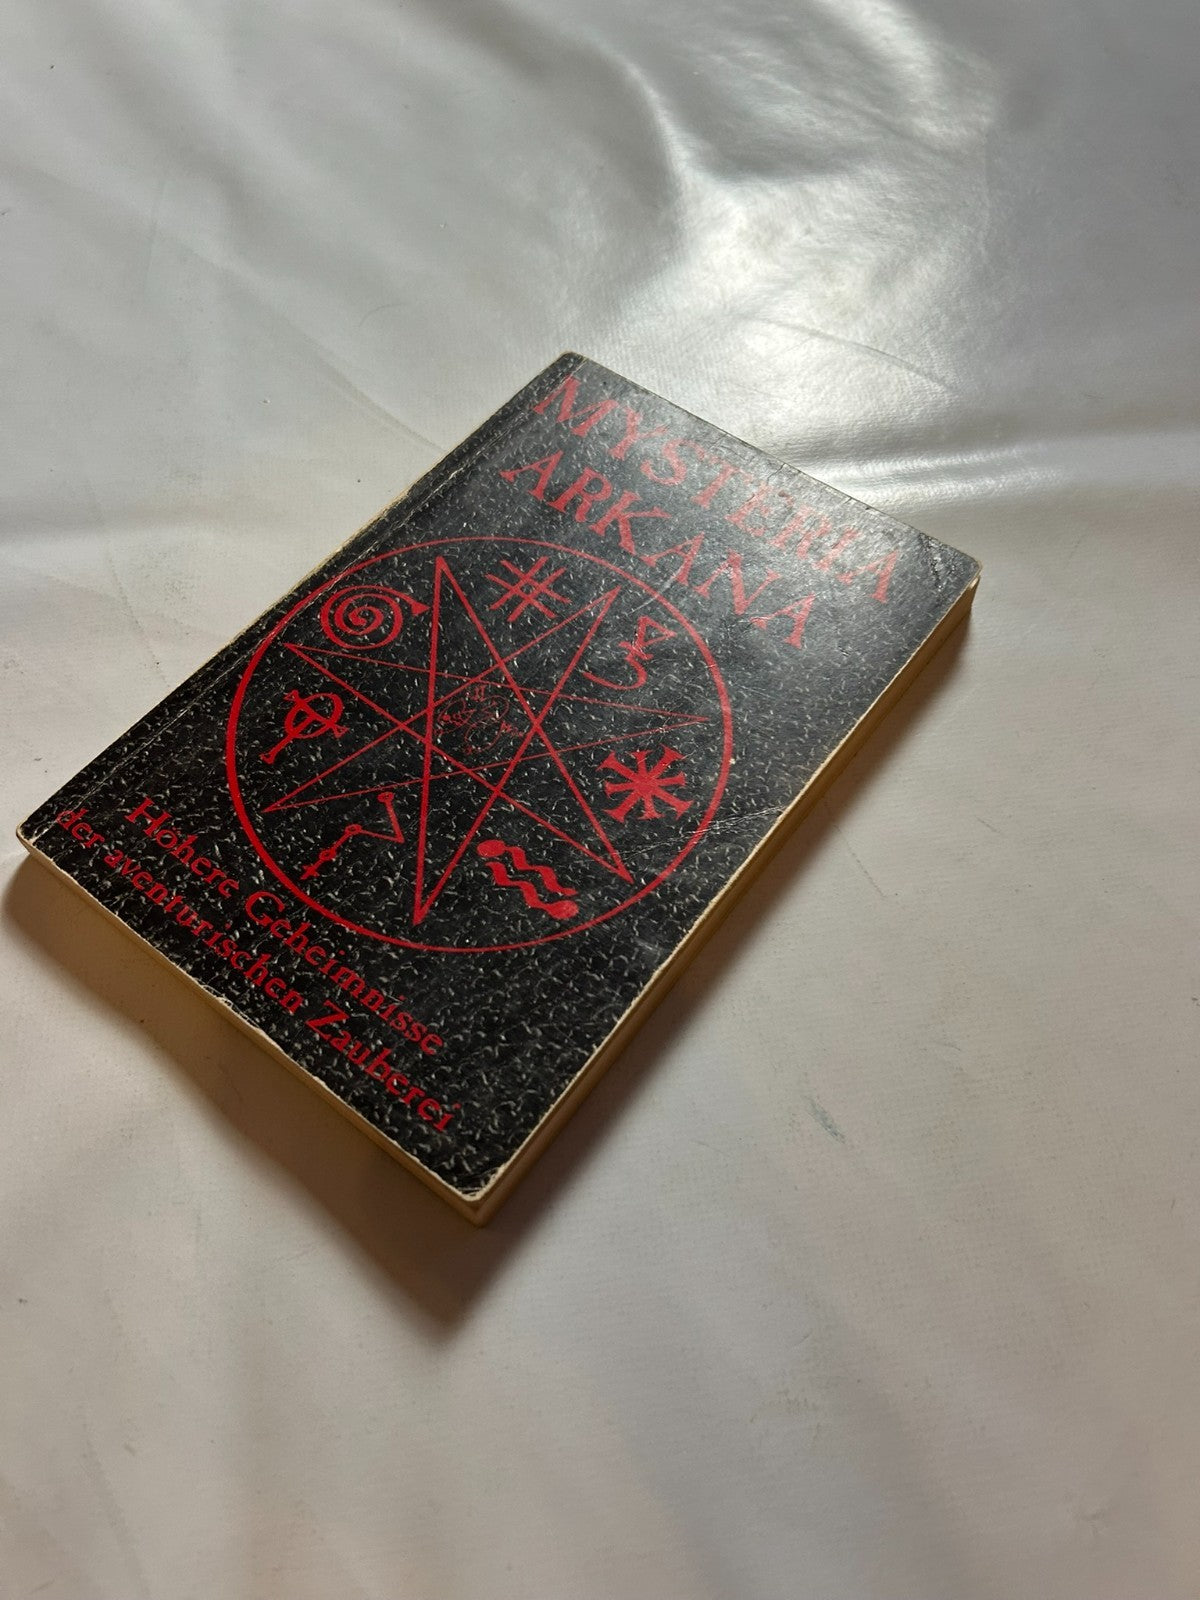 MYSTERIA
ARKANA
Höhere Geheimnisse
der aventurischen Zauberei